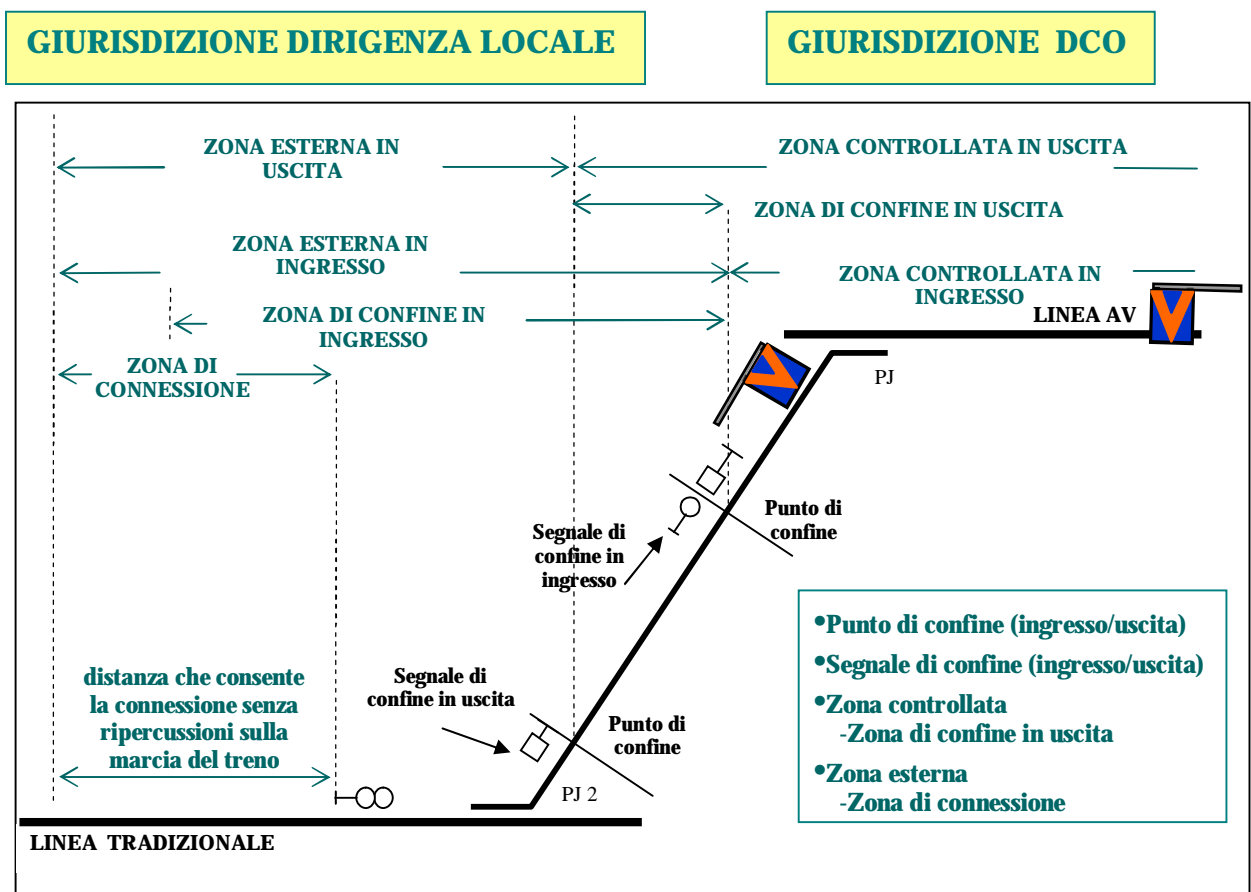 GIURISDIZIONE DIRIGENZA LOCALE
GIURISDIZIONE DCO
ZONA ESTERNA IN
USCITA
ZONA CONTROLLATA IN USCITA
ZONA DI CONFINE IN USCITA
ZONA ESTERNA IN
INGRESSO
ZONA CONTROLLATA IN
INGRESSO
ZONA DI CONFINE IN
INGRESSO
LINEA AV
ZONA DI
CONNESSIONE
PJ
Punto di
confine
Segnale di
confine in
ingresso
distanza che consente
la connessione senza
ripercussioni sulla
marcia del treno
Segnale di
confine in uscita
Punto di
confine
PJ 2
•Punto di confine (ingresso/uscita)
•Segnale di confine (ingresso/uscita)
•Zona controllata
-Zona di confine in uscita
•Zona esterna
-Zona di connessione
LINEA TRADIZIONALE